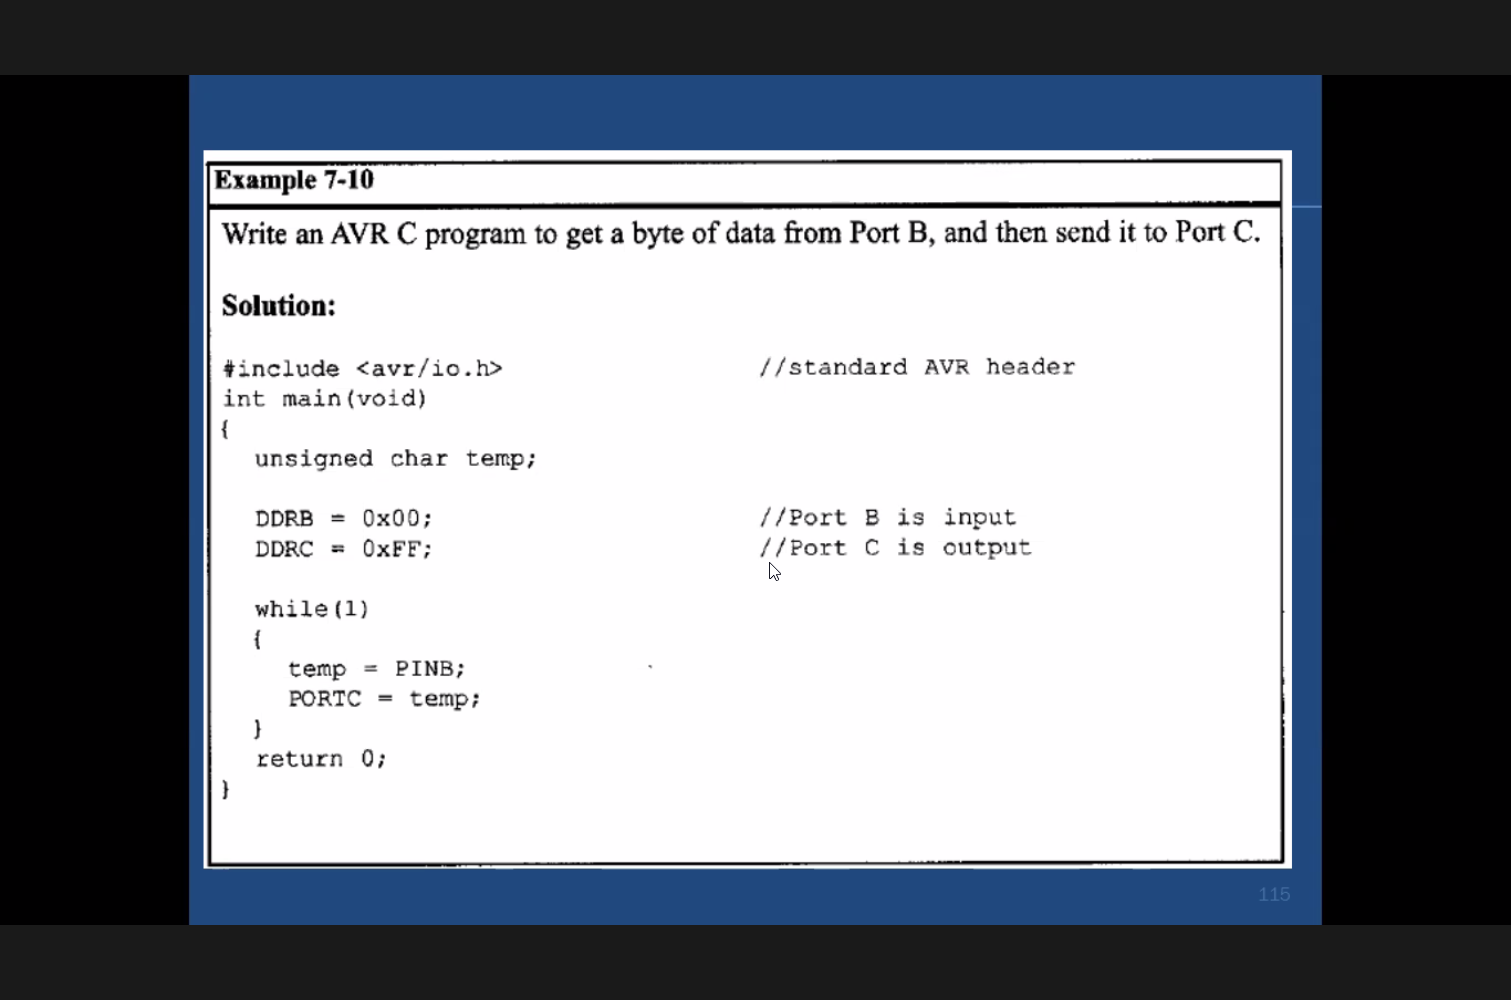 Example 7-10
Write an AVR C program to get a byte of data from Port B, and then send it to Port C.
Solution:
#include <avr/io.h> //standard AVR header
int main(void)
{
unsigned char temp;
DDRB = 0x00; //Port B is input
DDRC = 0xFF; //Port C is output
while(1)
{
temp = PINB;
PORTC = temp;
}
return 0;
}
115